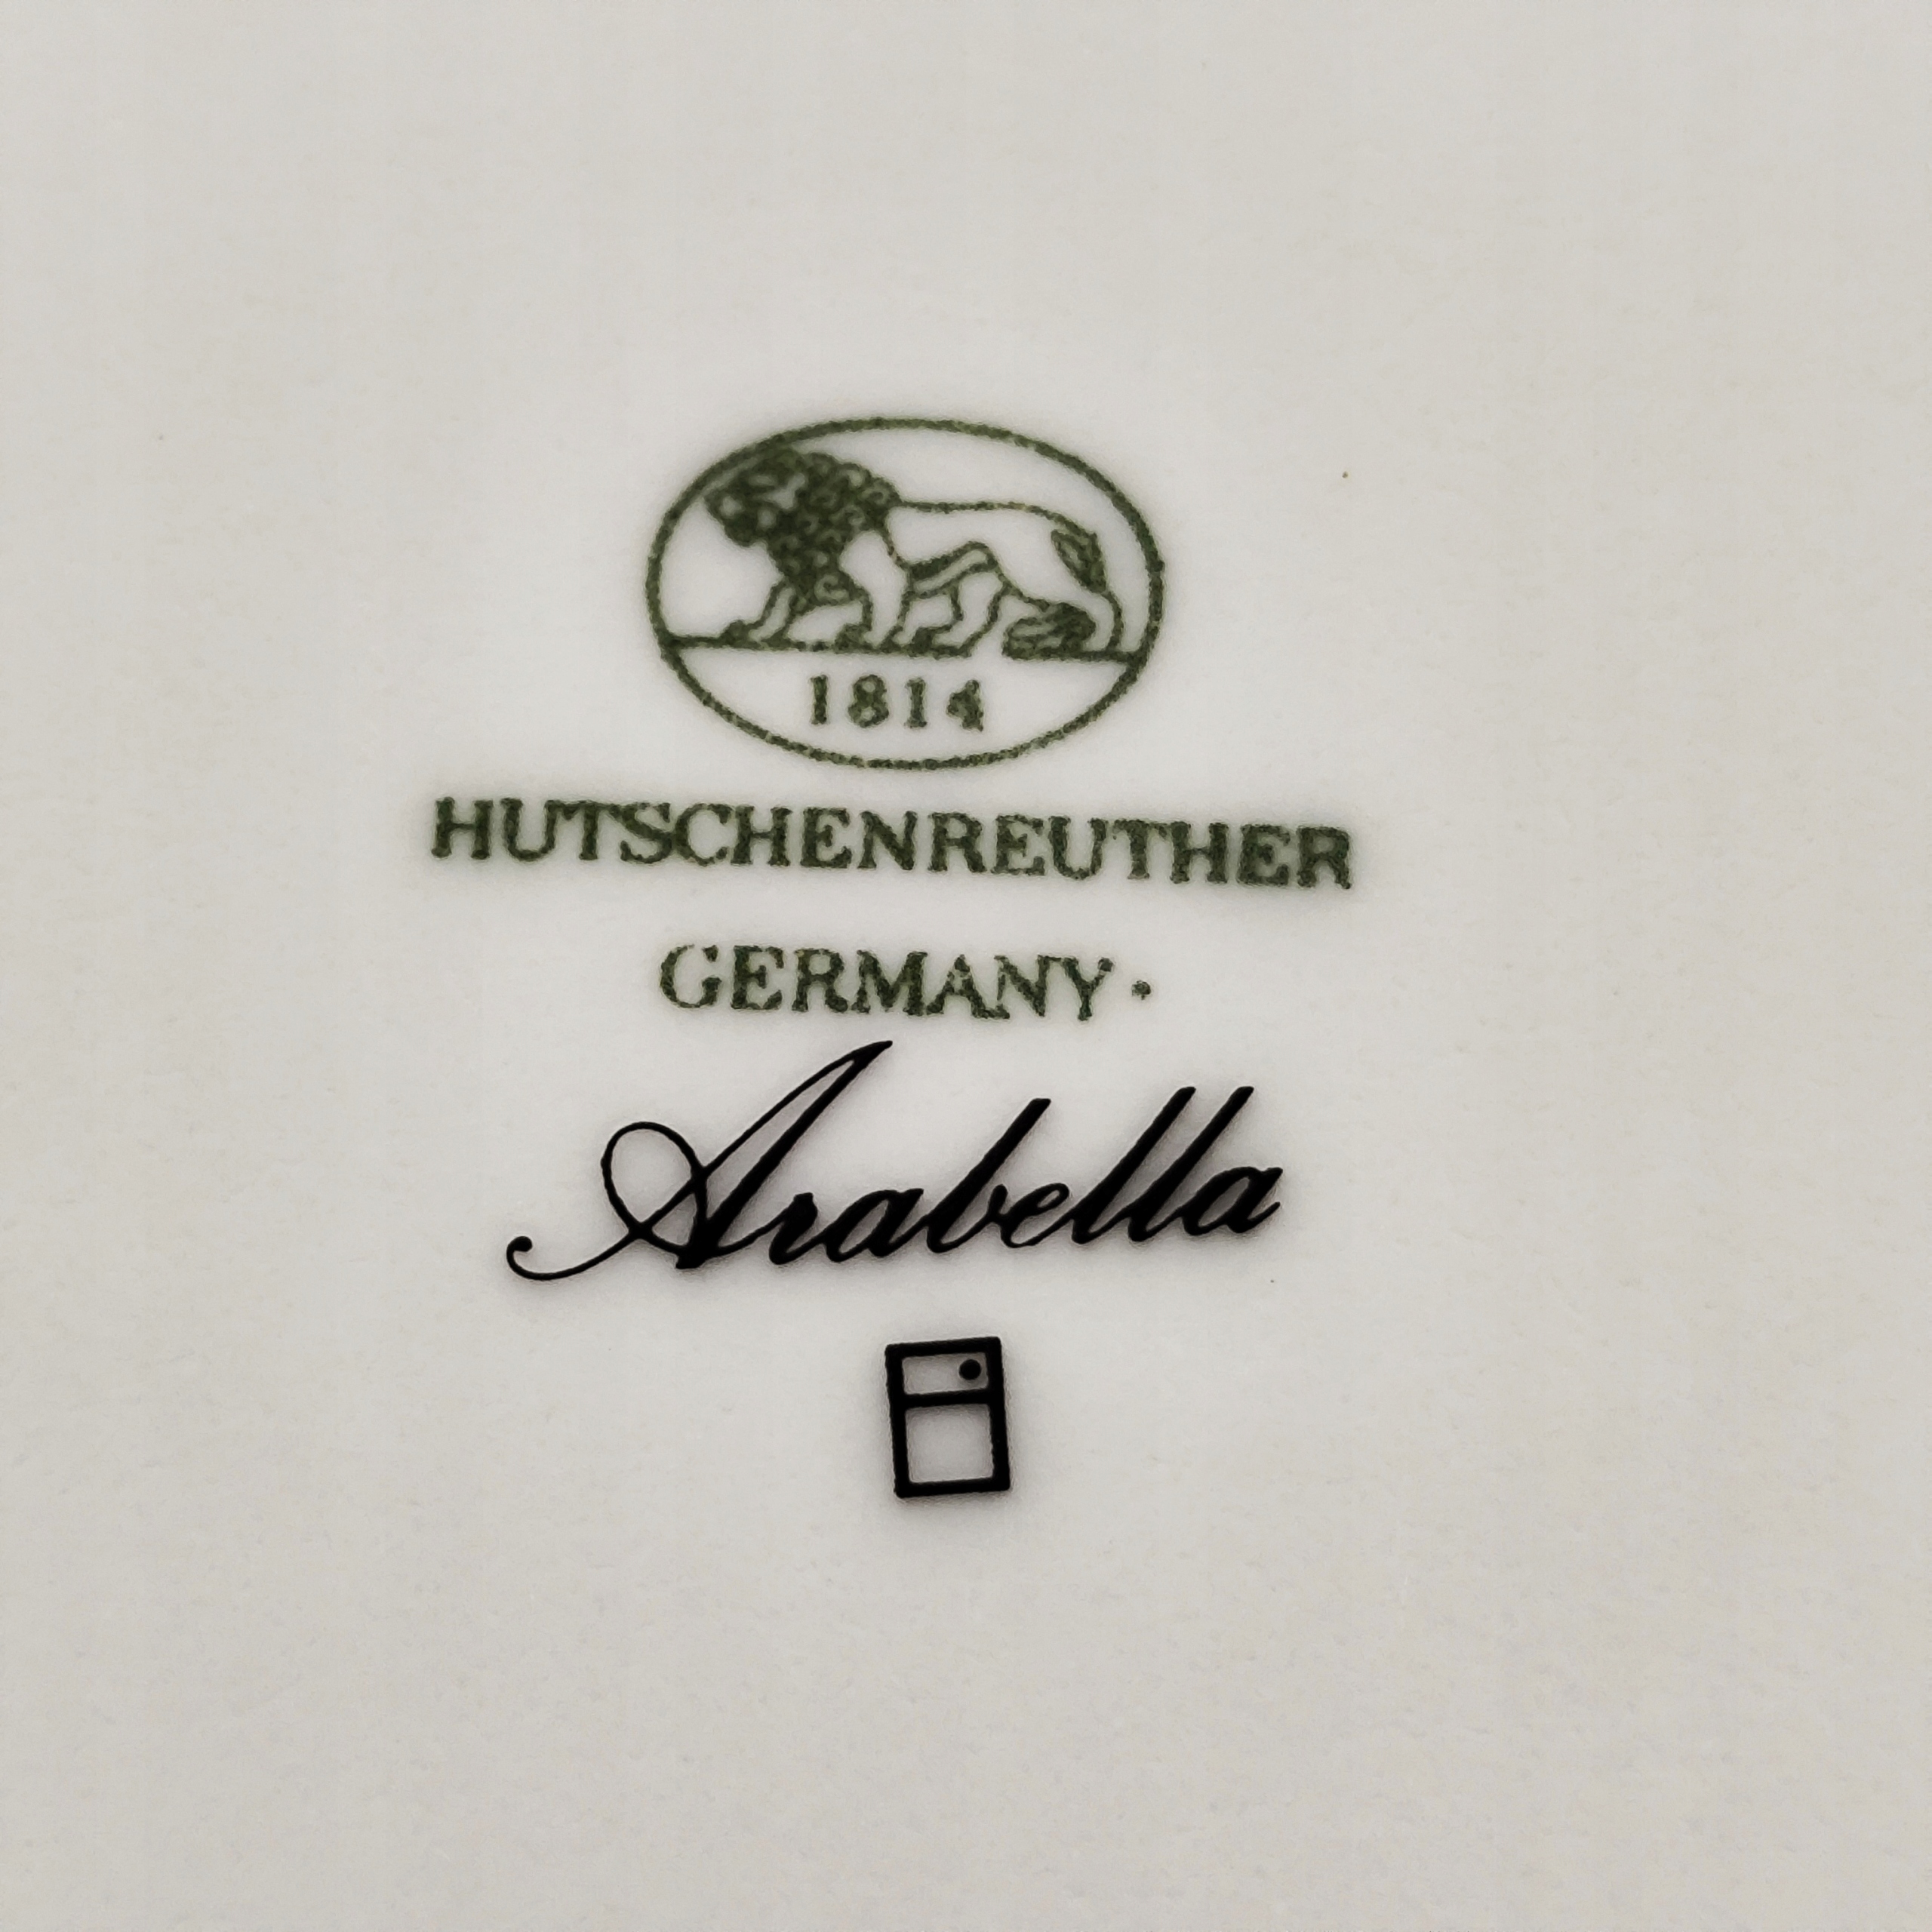 1814
HUTSCHENREUTHER
GERMANY·
Arabella